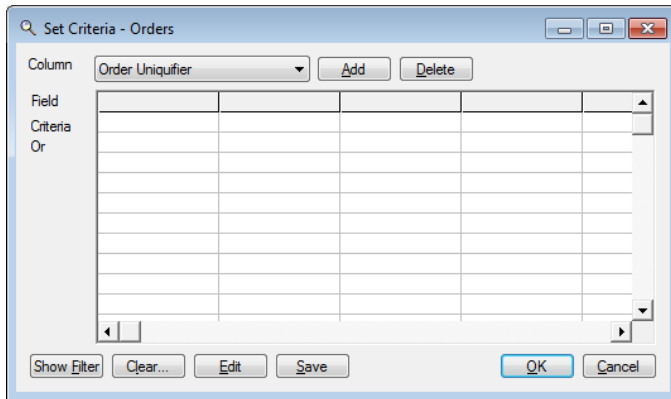 Set Criteria - Orders
Column Order Uniquifier Add Delete
Field
Criteria
Or
Show Filter Clear... Edit Save OK Cancel